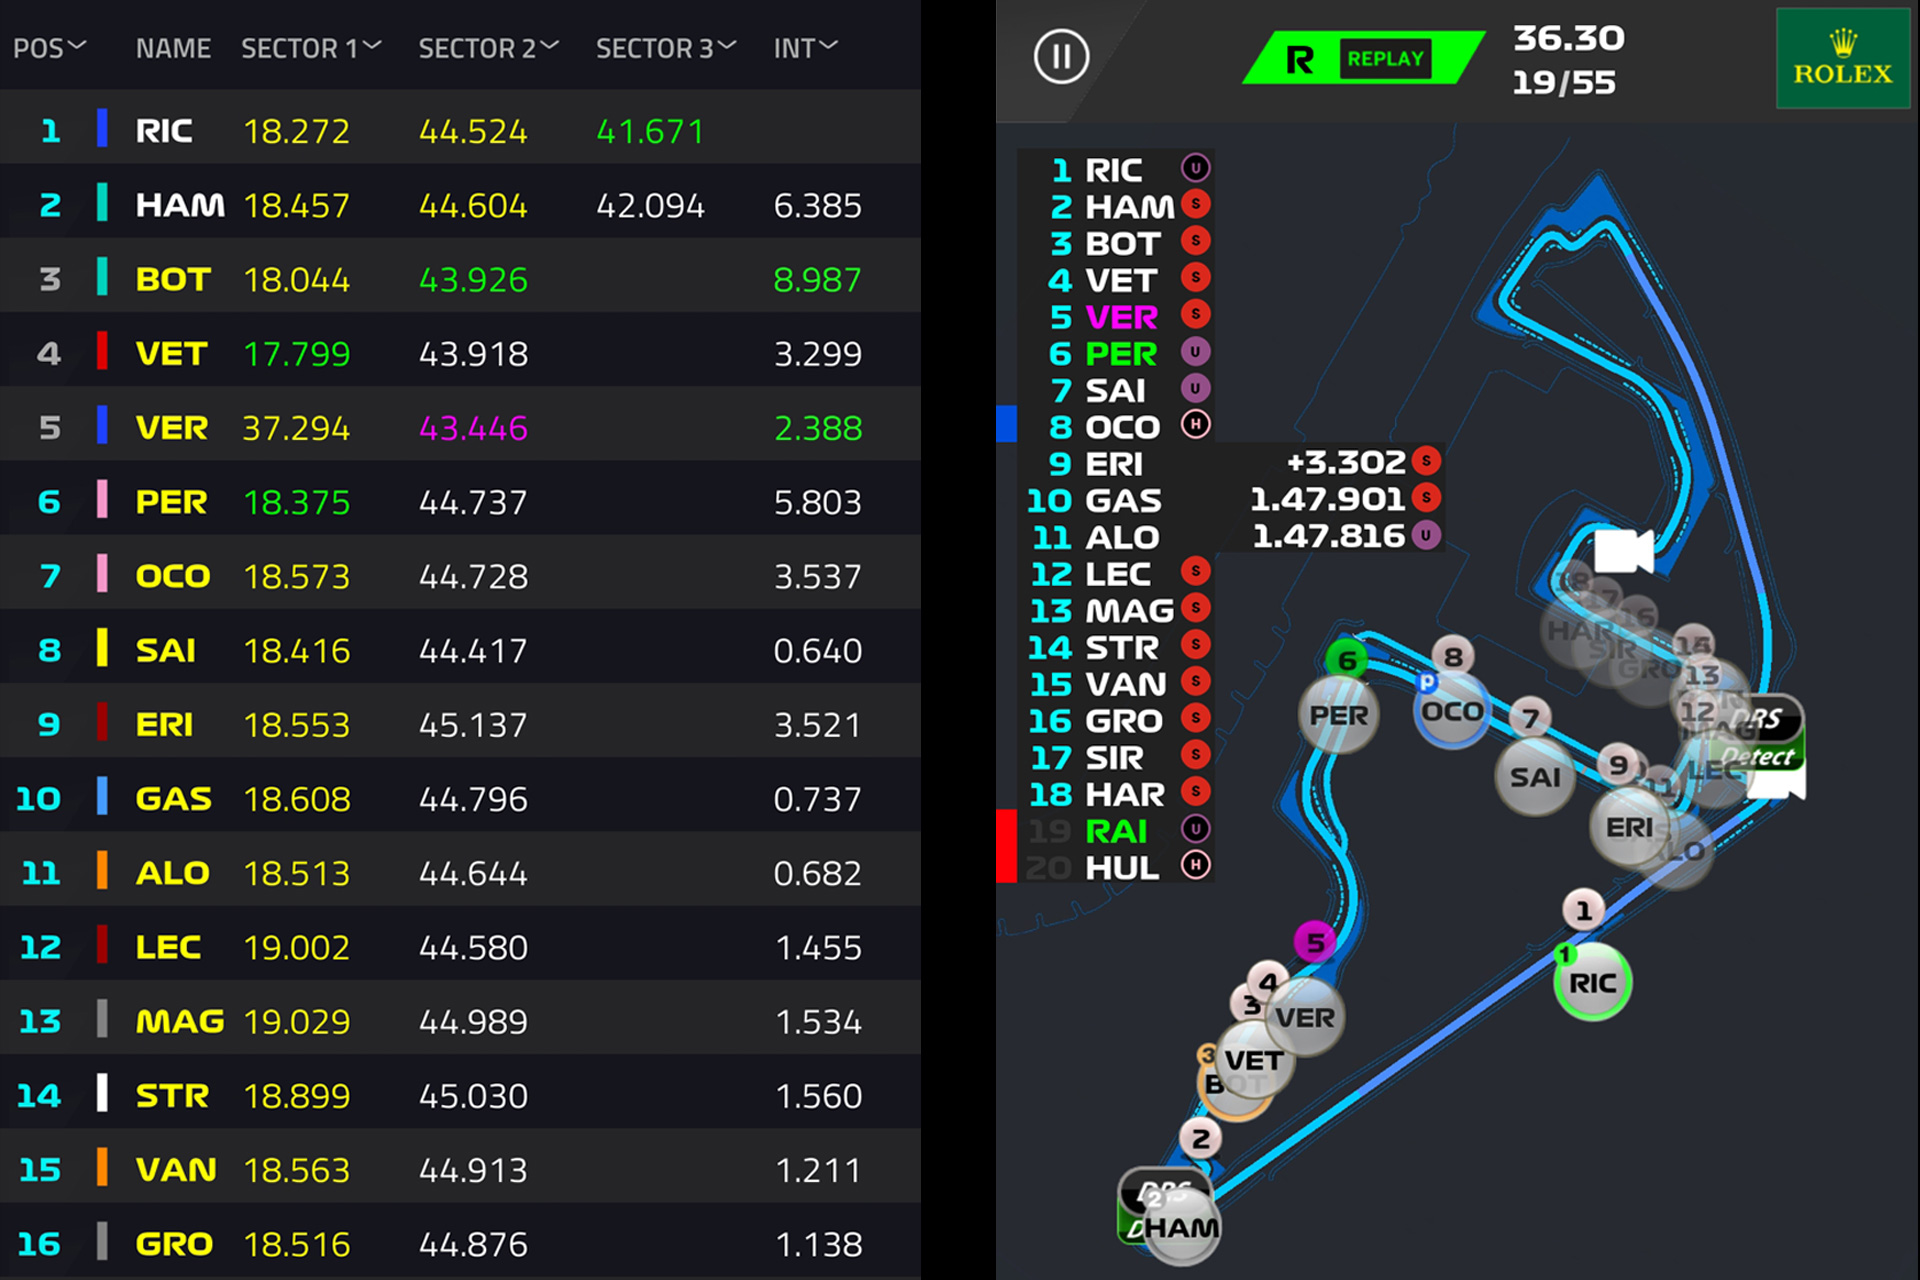 POS NAME SECTOR 1 SECTOR 2 SECTOR 3 INT
1 RIC 18.272 44.524 41.671
2 HAM 18.457 44.604 42.094 6.385
3 BOT 18.044 43.926 8.987
4 VET 17.799 43.918 3.299
5 VER 37.294 43.446 2.388
6 PER 18.375 44.737 5.803
7 OCO 18.573 44.728 3.537
8 SAI 18.416 44.417 0.640
9 ERI 18.553 45.137 3.521
10 GAS 18.608 44.796 0.737
11 ALO 18.513 44.644 0.682
12 LEC 19.002 44.580 1.455
13 MAG 19.029 44.989 1.534
14 STR 18.899 45.030 1.560
15 VAN 18.563 44.913 1.211
16 GRO 18.516 44.876 1.138
R REPLAY
36.30
19/55
ROLEX
1 RIC U
2 HAM S
3 BOT S
4 VET S
5 VER S
6 PER U
7 SAI U
8 OCO H
9 ERI +3.302 S
10 GAS 1.47.901 S
11 ALO 1.47.816 U
12 LEC S
13 MAG S
14 STR S
15 VAN S
16 GRO S
17 SIR S
18 HAR S
19 RAI U
20 HUL H
18
17
16
HAR
SIR
GRO
15
13
12
MAG
DRS
Detect
LEC
6
PER
8
P
OCO
7
SAI
9
11
ERI
ALO
1
1
RIC
5
4
3
VER
VET
3
BOT
2
DRS
2
HAM